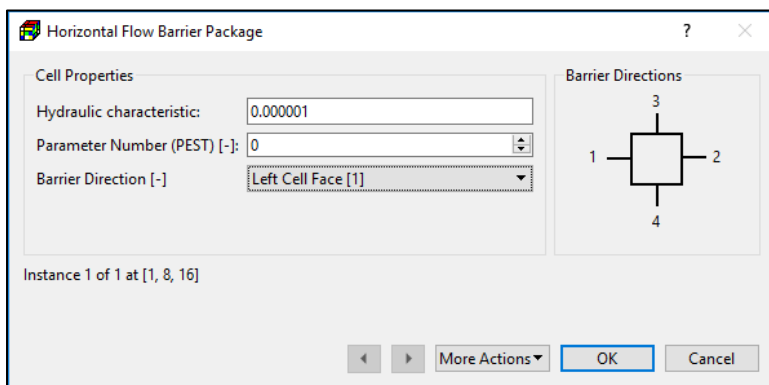 Horizontal Flow Barrier Package
?
Cell Properties
Hydraulic characteristic: 0.000001
Parameter Number (PEST) [-]: 0
Barrier Direction [-] Left Cell Face [1]
Barrier Directions
3
1 2
4
Instance 1 of 1 at [1, 8, 16]
More Actions OK Cancel